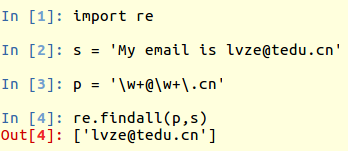 In [1]: import re
In [2]: s = 'My email is lvze@tedu.cn'
In [3]: p = '\w+@\w+\.cn'
In [4]: re.findall(p,s)
Out[4]: ['lvze@tedu.cn']